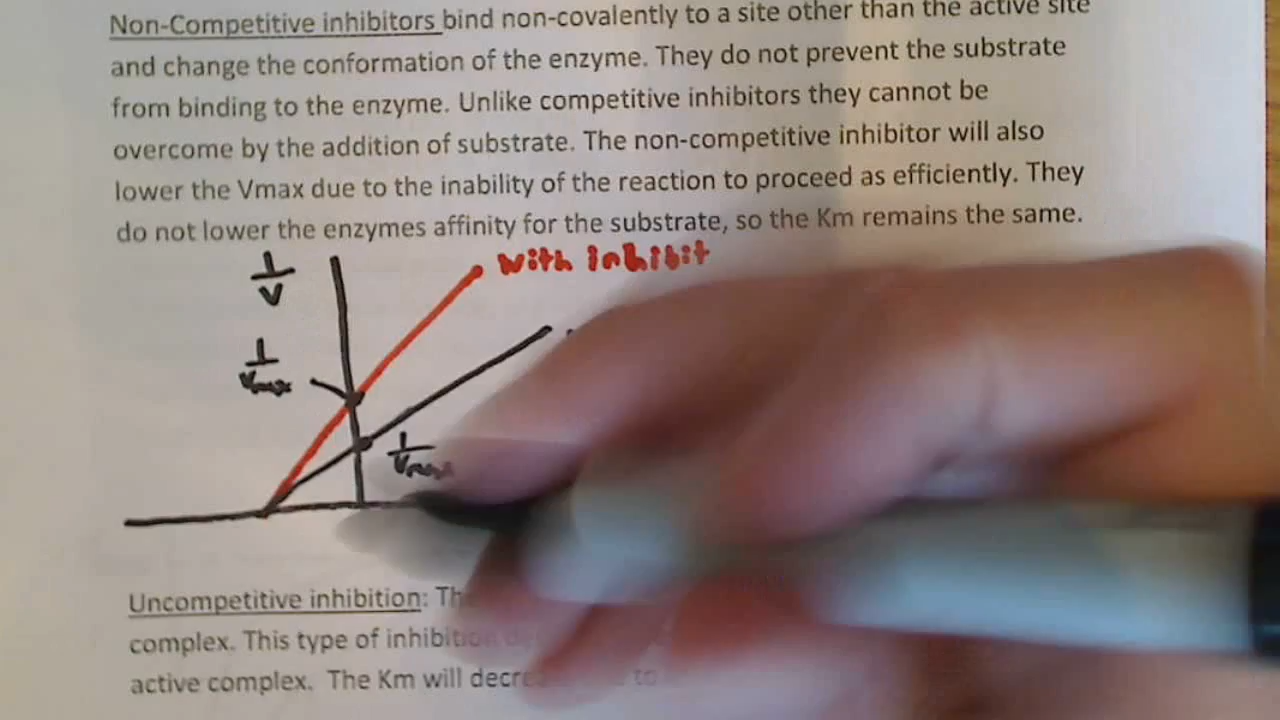 Non-Competitive inhibitors bind non-covalently to a site other than the active site
and change the conformation of the enzyme. They do not prevent the substrate
from binding to the enzyme. Unlike competitive inhibitors they cannot be
overcome by the addition of substrate. The non-competitive inhibitor will also
lower the Vmax due to the inability of the reaction to proceed as efficiently. They
do not lower the enzymes affinity for the substrate, so the Km remains the same.
1/V
with inhibit
1/Vmax
1/Vmax
Uncompetitive inhibition:
complex. This type of inhibition
active complex. The Km will to